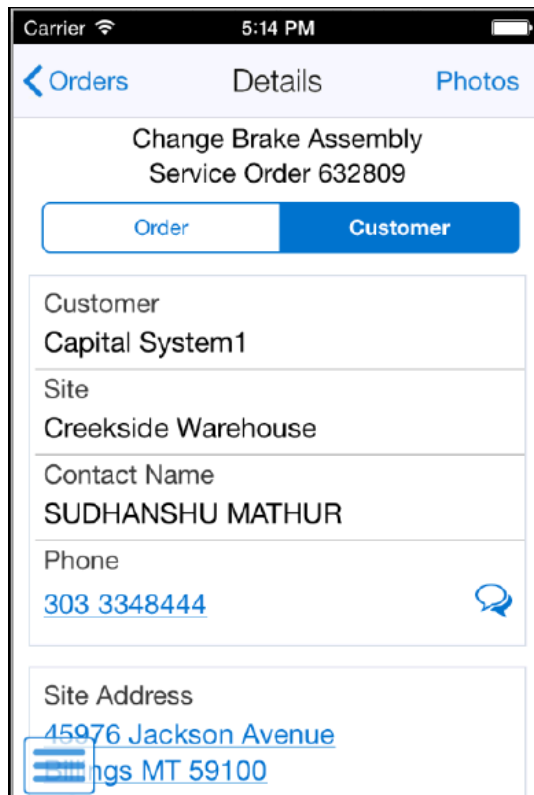 Carrier 5:14 PM
Orders Details Photos
Change Brake Assembly
Service Order 632809
Order Customer
Customer
Capital System1
Site
Creekside Warehouse
Contact Name
SUDHANSHU MATHUR
Phone
303 3348444
Site Address
45976 Jackson Avenue
Billings MT 59100